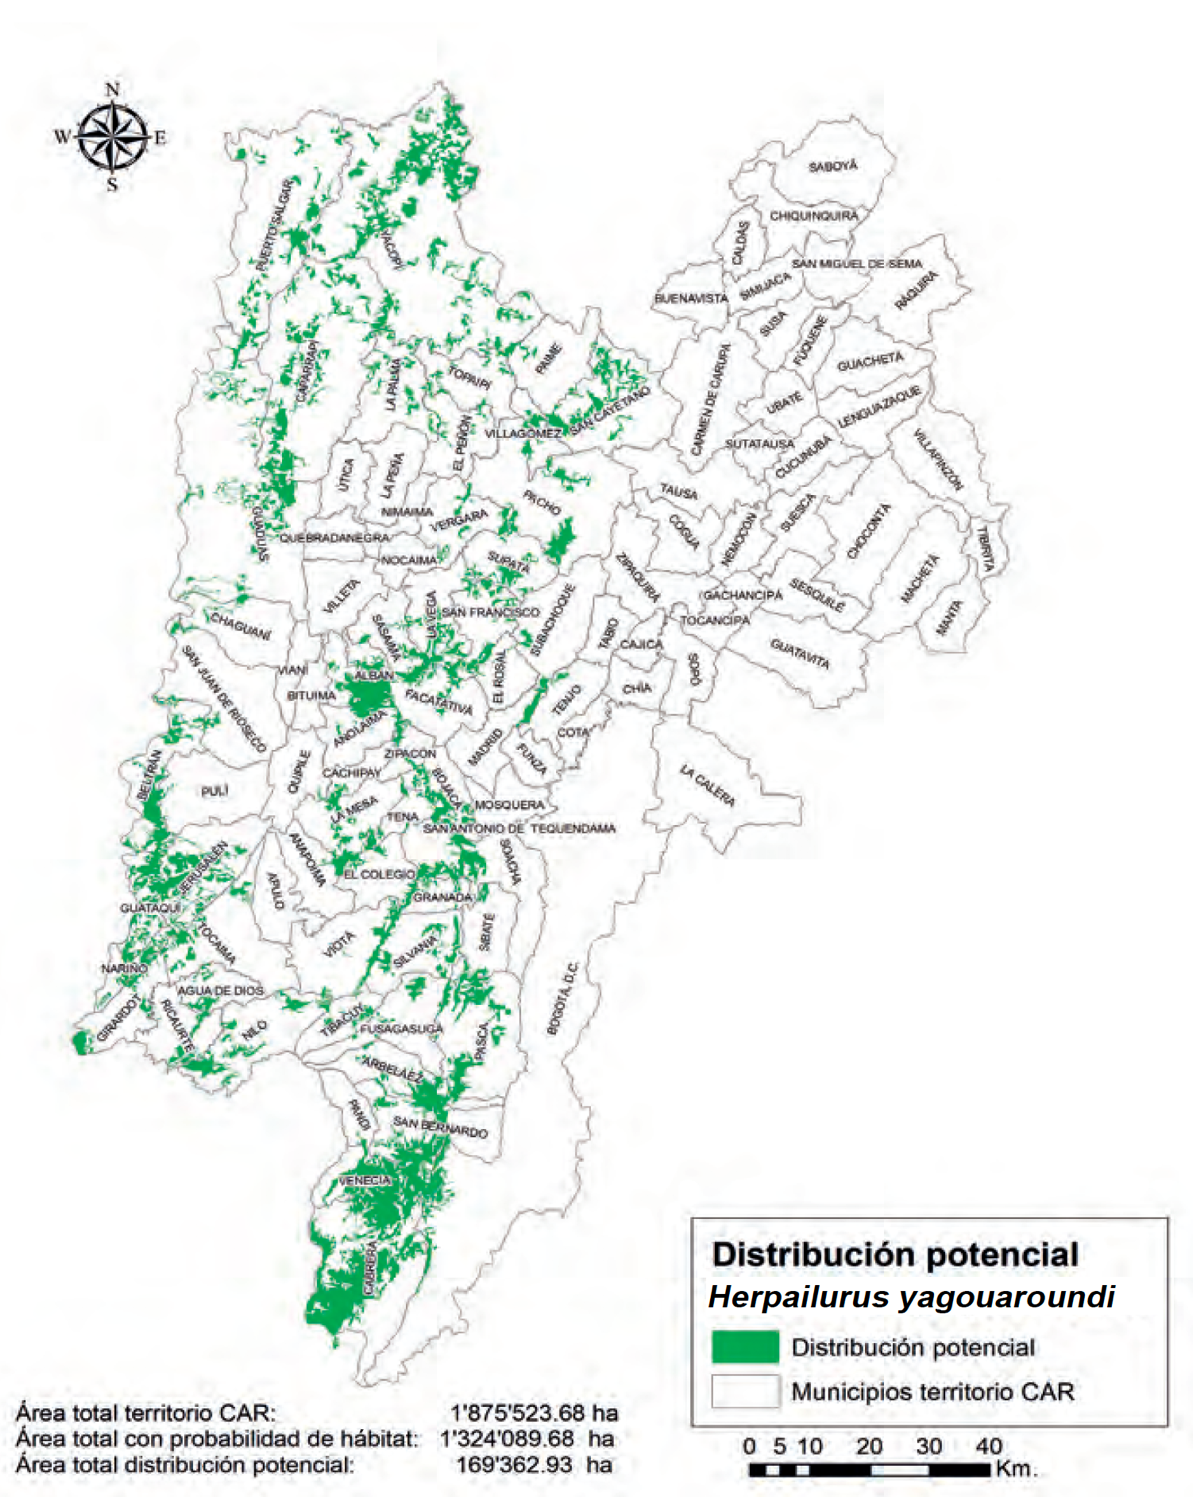 N
W E
S
SABOYÁ
CHIQUINQUIRÁ
CALDAS
SAN MIGUEL DE SEMA
SIMIJACA
RÁQUIRA
BUENAVISTA
SUSA
FÚQUENE
GUACHETÁ
CARMEN DE CARUPA
UBATÉ
LENGUAZAQUE
SUTATAUSA
CUCUNUBÁ
VILLAPINZÓN
PUERTO SALGAR
YACOPÍ
CAPARRAPÍ
LA PALMA
TOPAIPÍ
PAIME
VILLAGÓMEZ
SAN CAYETANO
EL PEÑÓN
ÚTICA
LA PEÑA
NIMAIMA
VERGARA
PACHO
TAUSA
COGUA
NEMOCÓN
SUESCA
CHOCONTÁ
TIBIRITA
MACHETÁ
MANTA
GUADUAS
QUEBRADANEGRA
NOCAIMA
SUPATÁ
ZIPAQUIRÁ
GACHANCIPÁ
SESQUILÉ
TOCANCIPÁ
GUATAVITA
VILLETA
SASAIMA
LA VEGA
SAN FRANCISCO
SUBACHOQUE
TABIO
CAJICÁ
SOPÓ
CHAGUANÍ
SAN JUAN DE RIOSECO
VIANÍ
BITUIMA
ALBÁN
FACATATIVÁ
EL ROSAL
TENJO
CHÍA
COTA
ANOLAIMA
ZIPACÓN
MADRID
FUNZA
LA CALERA
BELTRÁN
PULÍ
QUIPILE
CACHIPAY
BOJACÁ
LA MESA
TENA
MOSQUERA
SAN ANTONIO DE TEQUENDAMA
SOACHA
JERUSALÉN
ANAPOIMA
APULO
EL COLEGIO
GRANADA
GUATAQUÍ
TOCAIMA
VIOTÁ
SILVANIA
SIBATÉ
NARIÑO
AGUA DE DIOS
GIRARDOT
RICAURTE
NILO
TIBACUY
FUSAGASUGÁ
PASCA
BOGOTÁ, D.C.
ARBELÁEZ
PANDI
SAN BERNARDO
VENECIA
CABRERA
Distribución potencial
Herpailurus yagouaroundi
Distribución potencial
Municipios territorio CAR
Área total territorio CAR: 1'875'523.68 ha
Área total con probabilidad de hábitat: 1'324'089.68 ha
Área total distribución potencial: 169'362.93 ha
0 5 10 20 30 40
Km.